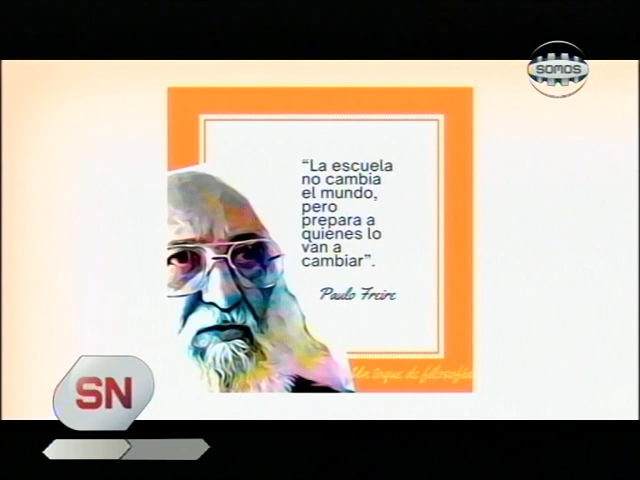 SOMOS
“La escuela
no cambia
el mundo,
pero
prepara a
quienes lo
van a
cambiar”.
Paulo Freire
Un toque de filosofía
SN